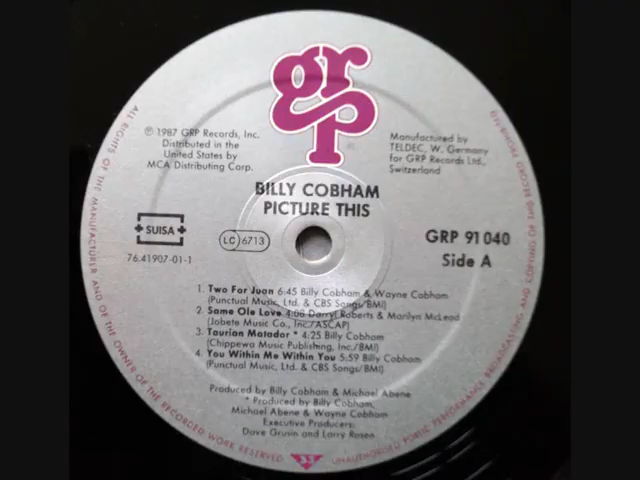 grp
℗ 1987 GRP Records, Inc.
Distributed in the
United States by
MCA Distributing Corp.
Manufactured by
TELDEC, W. Germany
for GRP Records Ltd.,
Switzerland
BILLY COBHAM
PICTURE THIS
SUISA
76.41907-01-1
LC 6713
GRP 91 040
Side A
1. Two For Juan 6:45 Billy Cobham & Wayne Cobham
(Punctual Music, Ltd. & CBS Songs/BMI)
2. Same Ole Love 4:08 Darryl Roberts & Marilyn McLeod
(Jobete Music Co., Inc./ASCAP)
3. Taurian Matador * 4:25 Billy Cobham
(Chippewa Music Publishing, Inc./BMI)
4. You Within Me Within You 5:59 Billy Cobham
(Punctual Music, Ltd. & CBS Songs/BMI)
Produced by Billy Cobham & Michael Abene
* Produced by Billy Cobham,
Michael Abene & Wayne Cobham
Executive Producers:
Dave Grusin and Larry Rosen
ALL RIGHTS OF THE MANUFACTURER AND OF THE OWNER OF THE RECORDED WORK RESERVED
UNAUTHORISED PUBLIC PERFORMANCE BROADCASTING AND COPYING OF THIS RECORD PROHIBITED